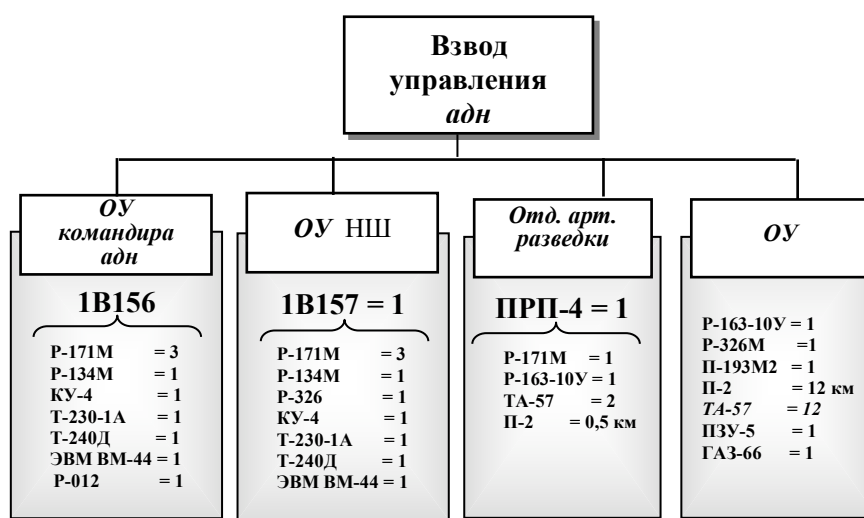 Взвод
управления
адн
ОУ
командира
адн
1В156
Р-171М = 3
Р-134М = 1
КУ-4 = 1
Т-230-1А = 1
Т-240Д = 1
ЭВМ ВМ-44 = 1
Р-012 = 1
ОУ НШ
1В157 = 1
Р-171М = 3
Р-134М = 1
Р-326 = 1
КУ-4 = 1
Т-230-1А = 1
Т-240Д = 1
ЭВМ ВМ-44 = 1
Отд. арт.
разведки
ПРП-4 = 1
Р-171М = 1
Р-163-10У = 1
ТА-57 = 2
П-2 = 0,5 км
ОУ
Р-163-10У = 1
Р-326М =1
П-193М2 = 1
П-2 = 12 км
ТА-57 = 12
ПЗУ-5 = 1
ГАЗ-66 = 1